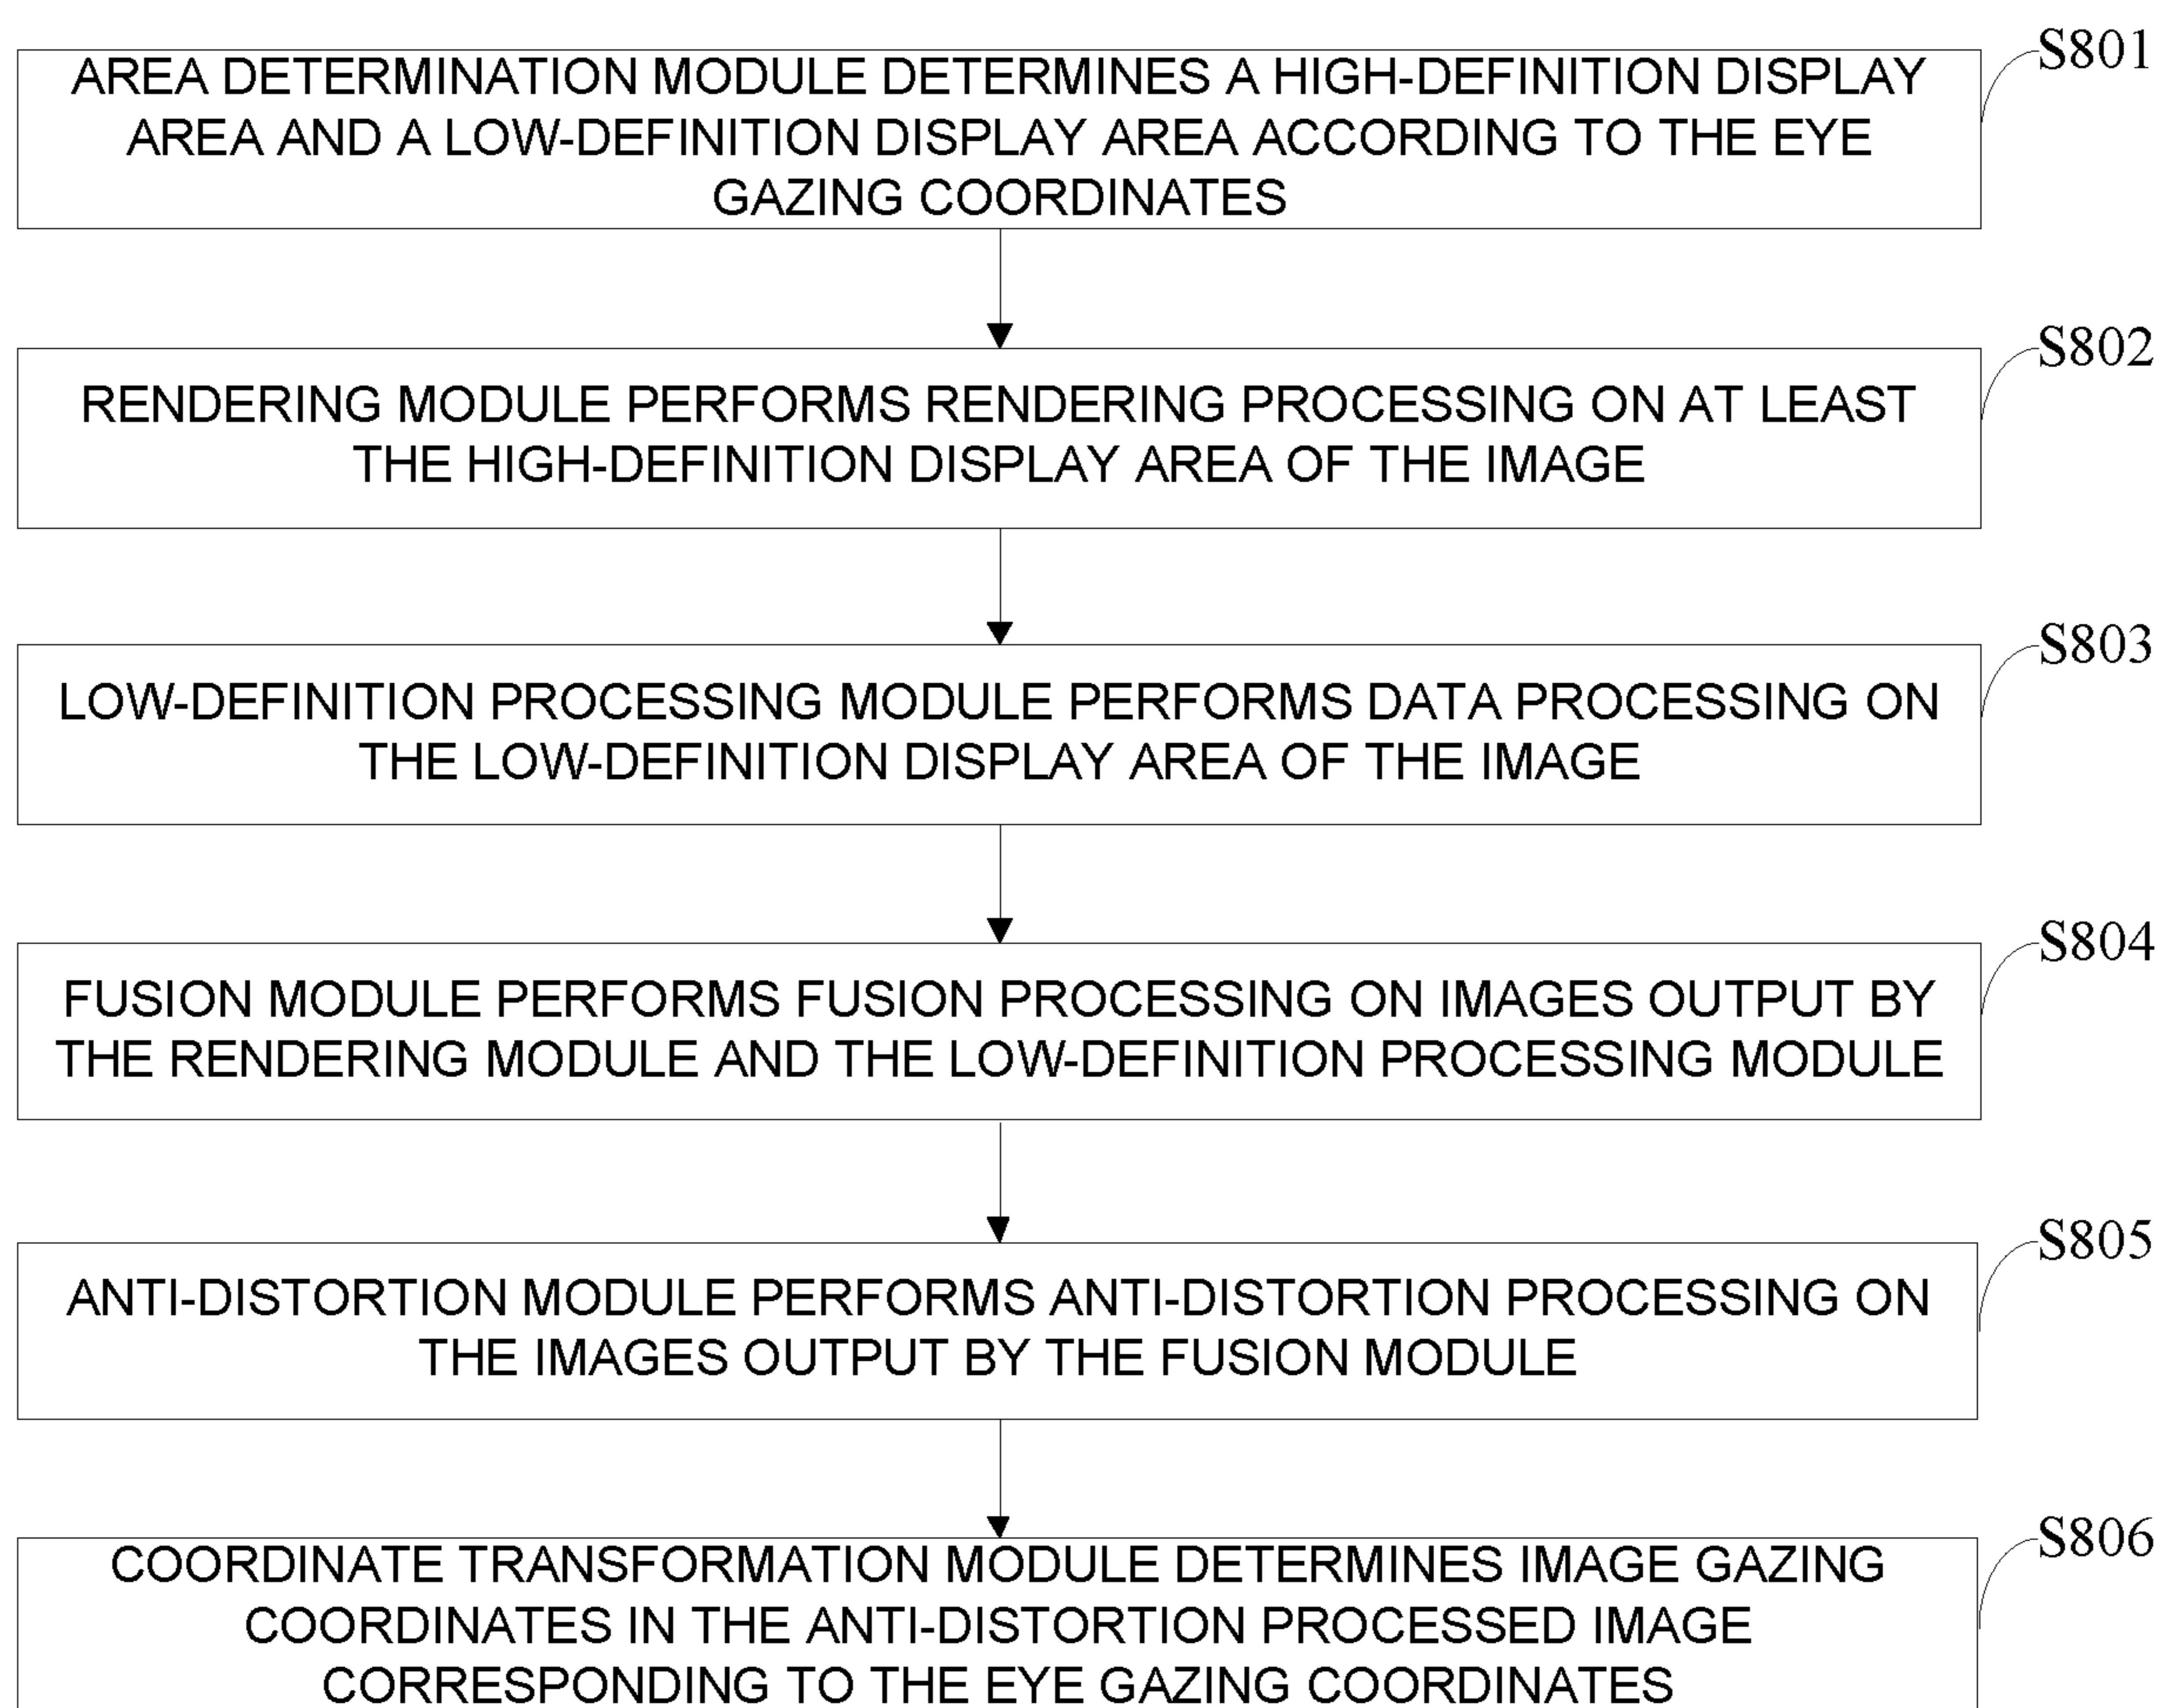 S801
AREA DETERMINATION MODULE DETERMINES A HIGH-DEFINITION DISPLAY
AREA AND A LOW-DEFINITION DISPLAY AREA ACCORDING TO THE EYE
GAZING COORDINATES
S802
RENDERING MODULE PERFORMS RENDERING PROCESSING ON AT LEAST
THE HIGH-DEFINITION DISPLAY AREA OF THE IMAGE
S803
LOW-DEFINITION PROCESSING MODULE PERFORMS DATA PROCESSING ON
THE LOW-DEFINITION DISPLAY AREA OF THE IMAGE
S804
FUSION MODULE PERFORMS FUSION PROCESSING ON IMAGES OUTPUT BY
THE RENDERING MODULE AND THE LOW-DEFINITION PROCESSING MODULE
S805
ANTI-DISTORTION MODULE PERFORMS ANTI-DISTORTION PROCESSING ON
THE IMAGES OUTPUT BY THE FUSION MODULE
S806
COORDINATE TRANSFORMATION MODULE DETERMINES IMAGE GAZING
COORDINATES IN THE ANTI-DISTORTION PROCESSED IMAGE
CORRESPONDING TO THE EYE GAZING COORDINATES